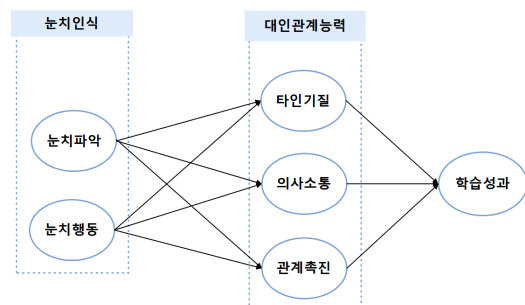 눈치인식
대인관계능력
눈치파악
눈치행동
타인기질
의사소통
관계촉진
학습성과